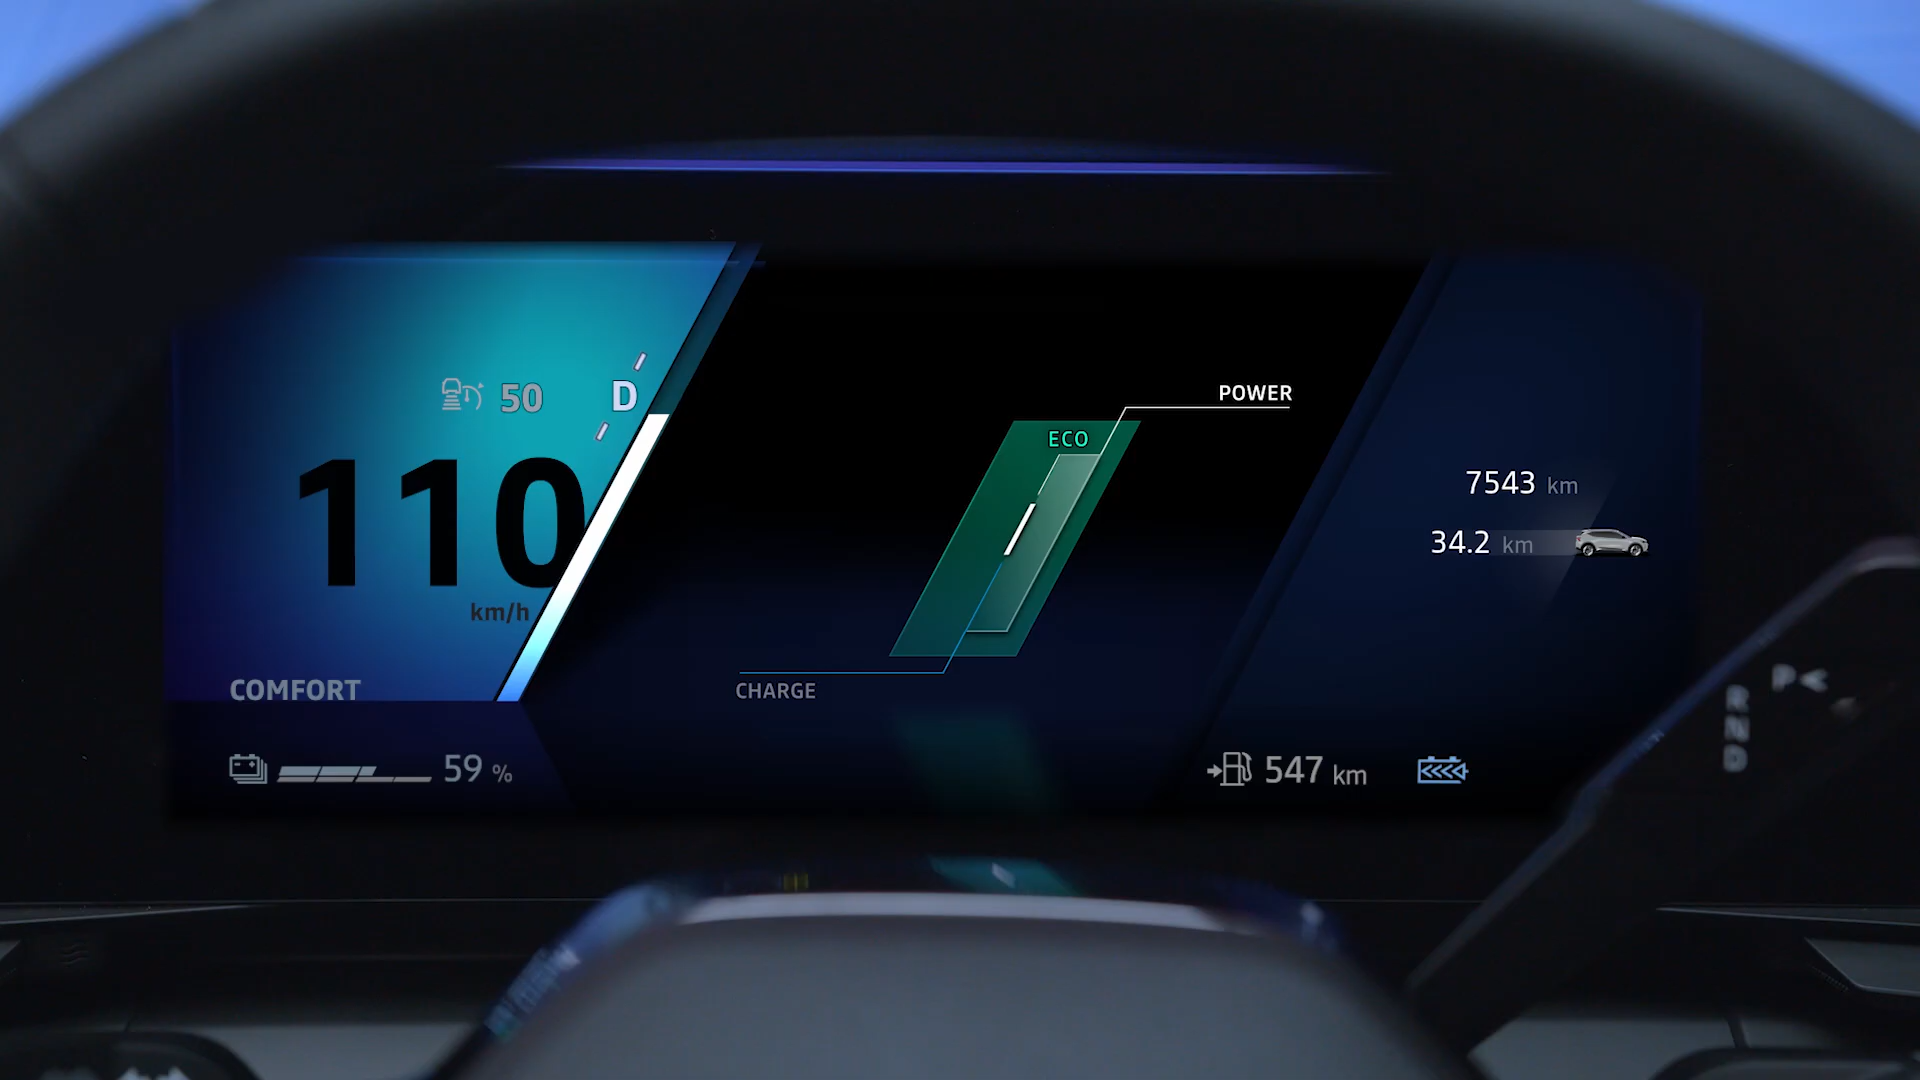 50 D
110
km/h
COMFORT
59 %
POWER
ECO
CHARGE
7543 km
34.2 km
547 km
P
R
N
D